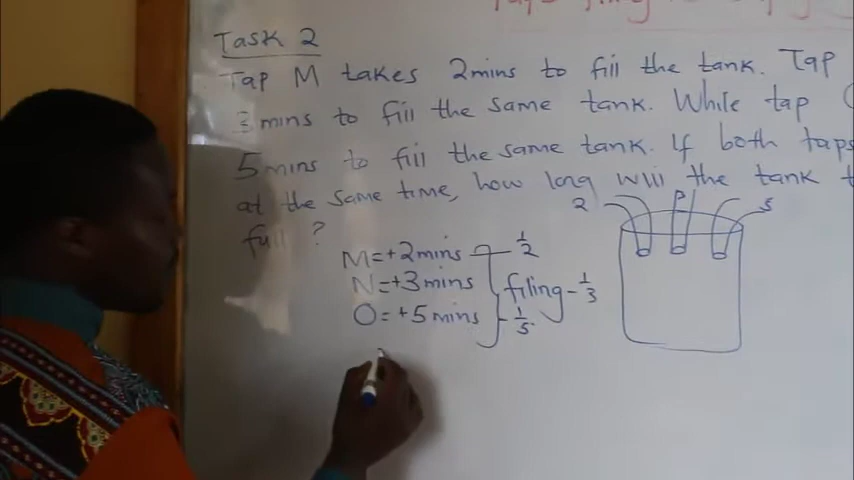 Task 2
Tap M takes 2mins to fill the tank. Tap
3mins to fill the same tank. While tap
5mins to fill the same tank. If both taps
at the same time, how long will the tank
full ?
M=+2mins 1/2
N=+3mins filing - 1/3
O=+5mins - 1/5
2 P 5